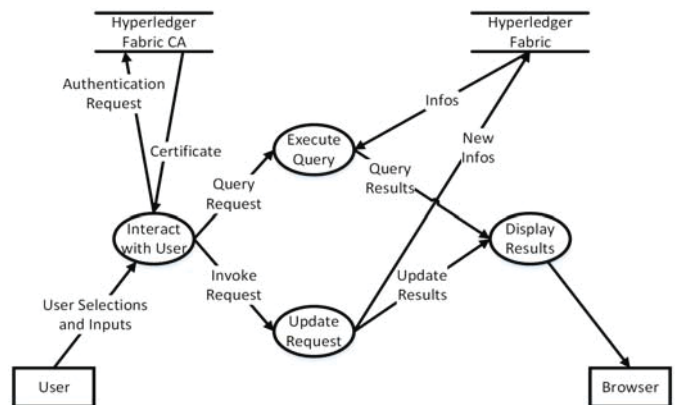 Hyperledger
Fabric CA
Hyperledger
Fabric
Authentication
Request
Certificate
Infos
New
Infos
Execute
Query
Query
Request
Query
Results
Interact
with User
Display
Results
Invoke
Request
Update
Results
User Selections
and Inputs
Update
Request
User
Browser